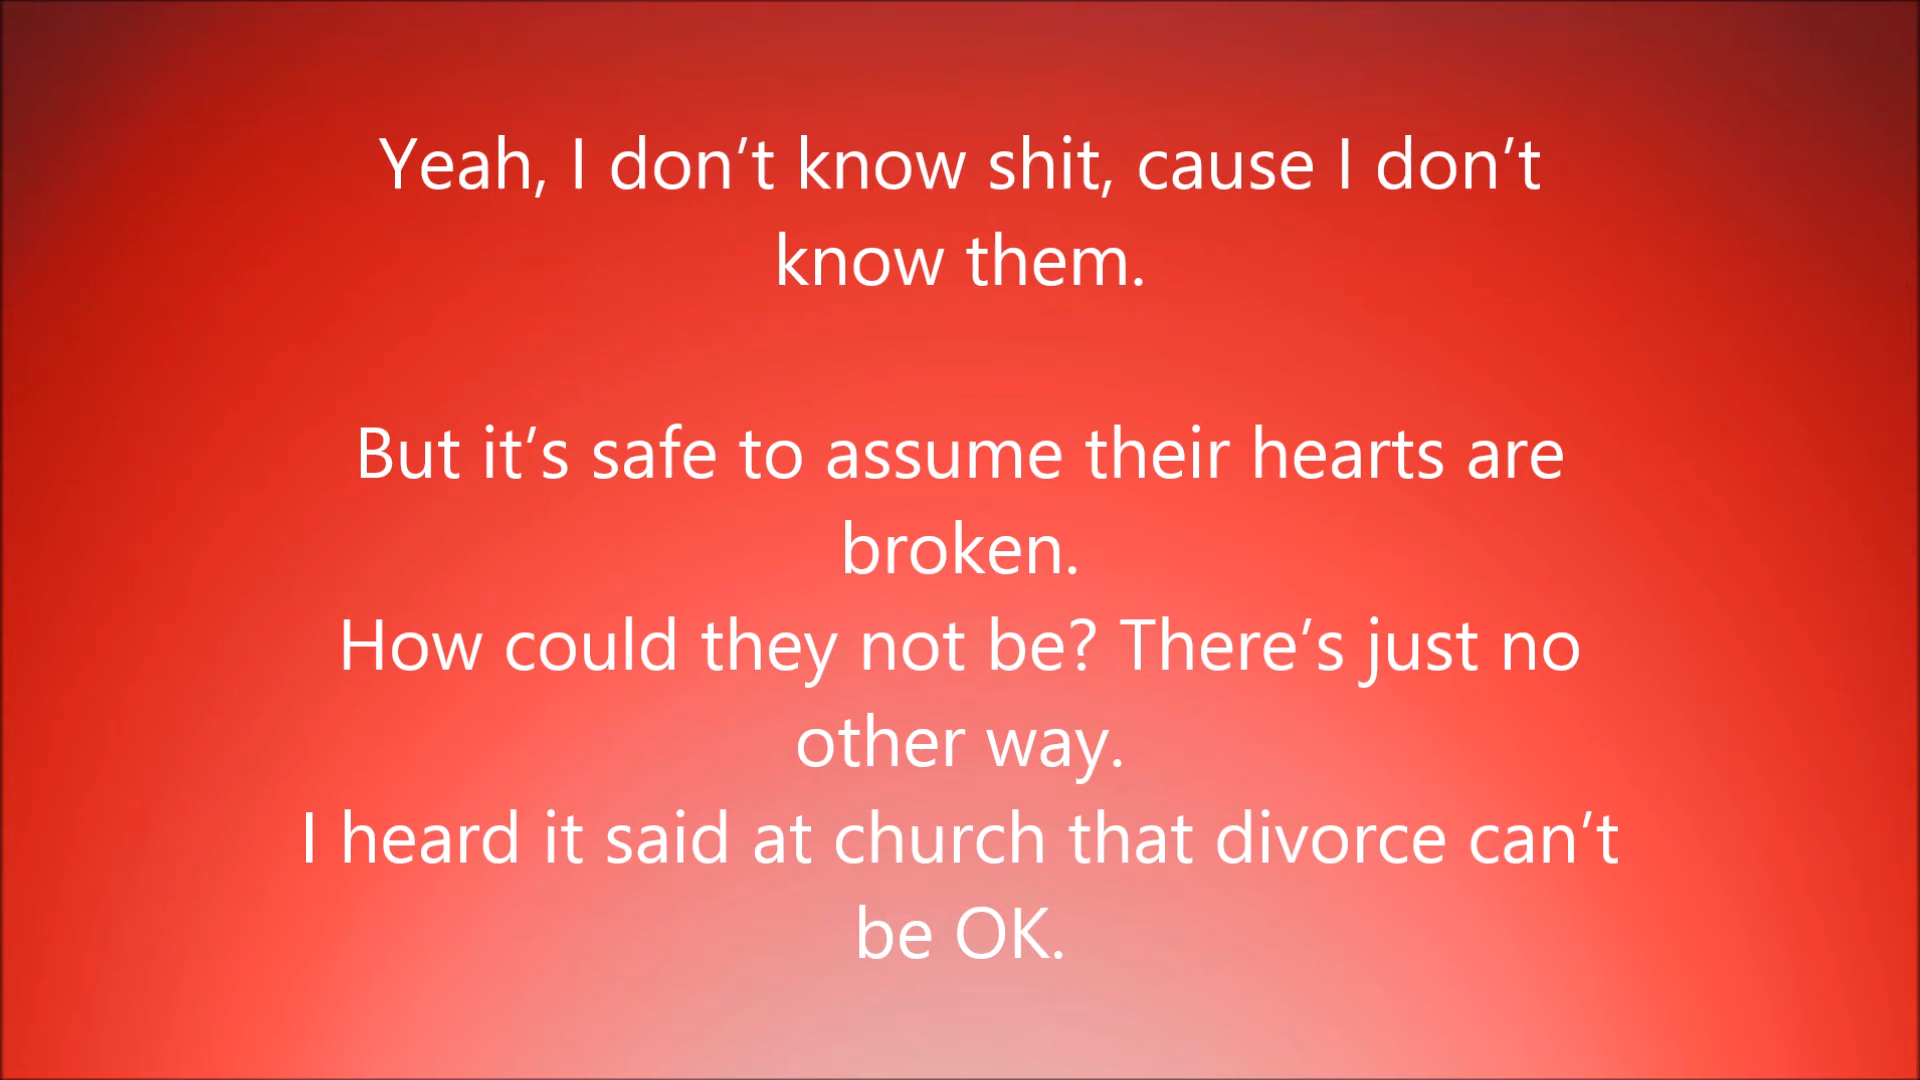 Yeah, I don’t know shit, cause I don’t
know them.
But it’s safe to assume their hearts are
broken.
How could they not be? There’s just no
other way.
I heard it said at church that divorce can’t
be OK.